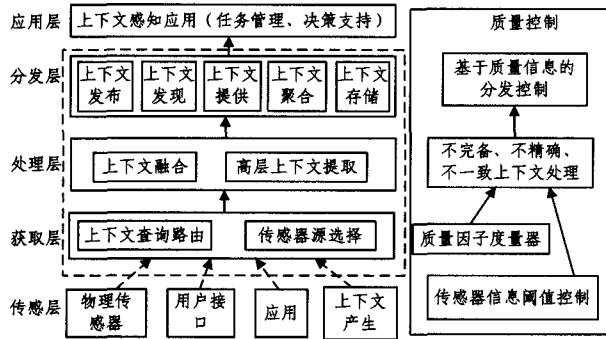 应用层
上下文感知应用（任务管理、决策支持）
分发层
上下文
发布
上下文
发现
上下文
提供
上下文
聚合
上下文
存储
处理层
上下文融合
高层上下文提取
获取层
上下文查询路由
传感器源选择
传感层
物理传
感器
用户接
口
应用
上下文
产生
质量控制
基于质量信息的
分发控制
不完备、不精确、
不一致上下文处理
质量因子度量器
传感器信息阈值控制